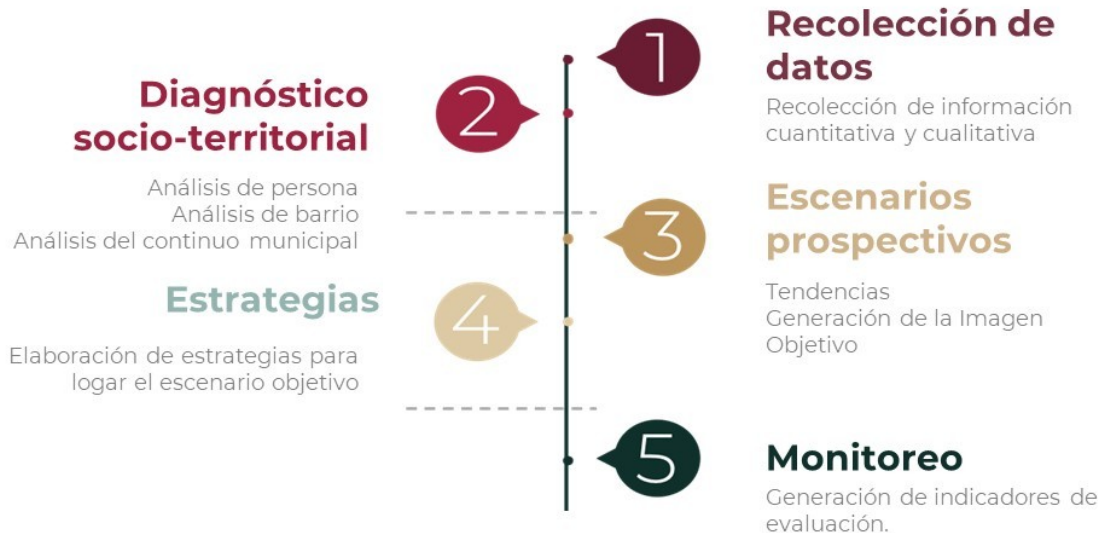 1
Recolección de
datos
Recolección de información
cuantitativa y cualitativa
2
Diagnóstico
socio-territorial
Análisis de persona
Análisis de barrio
Análisis del continuo municipal
3
Escenarios
prospectivos
Tendencias
Generación de la Imagen
Objetivo
4
Estrategias
Elaboración de estrategias para
logar el escenario objetivo
5
Monitoreo
Generación de indicadores de
evaluación.